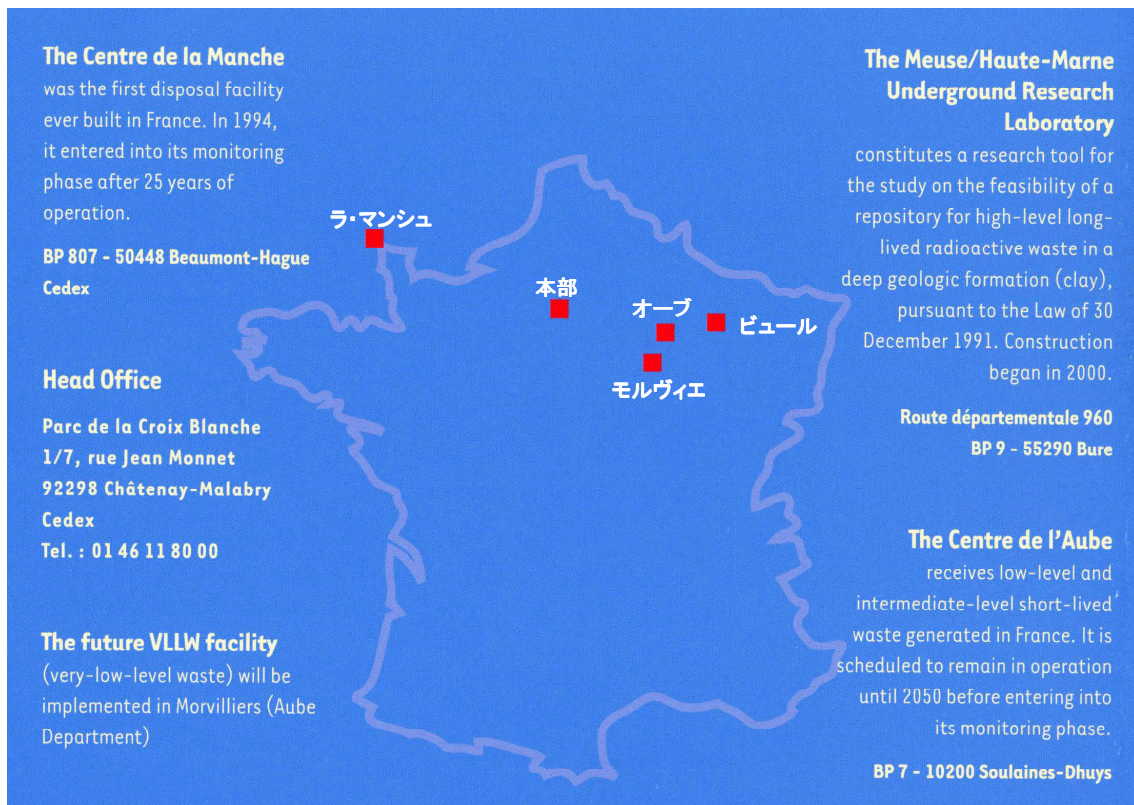 The Centre de la Manche
was the first disposal facility
ever built in France. In 1994,
it entered into its monitoring
phase after 25 years of
operation.
BP 807 - 50448 Beaumont-Hague
Cedex
Head Office
Parc de la Croix Blanche
1/7, rue Jean Monnet
92298 Châtenay-Malabry
Cedex
Tel. : 01 46 11 80 00
The future VLLW facility
(very-low-level waste) will be
implemented in Morvilliers (Aube
Department)
ラ・マンシュ
本部
オーブ
ビュール
モルヴィエ
The Meuse/Haute-Marne
Underground Research
Laboratory
constitutes a research tool for
the study on the feasibility of a
repository for high-level long-
lived radioactive waste in a
deep geologic formation (clay),
pursuant to the Law of 30
December 1991. Construction
began in 2000.
Route départementale 960
BP 9 - 55290 Bure
The Centre de l'Aube
receives low-level and
intermediate-level short-lived
waste generated in France. It is
scheduled to remain in operation
until 2050 before entering into
its monitoring phase.
BP 7 - 10200 Soulaines-Dhuys